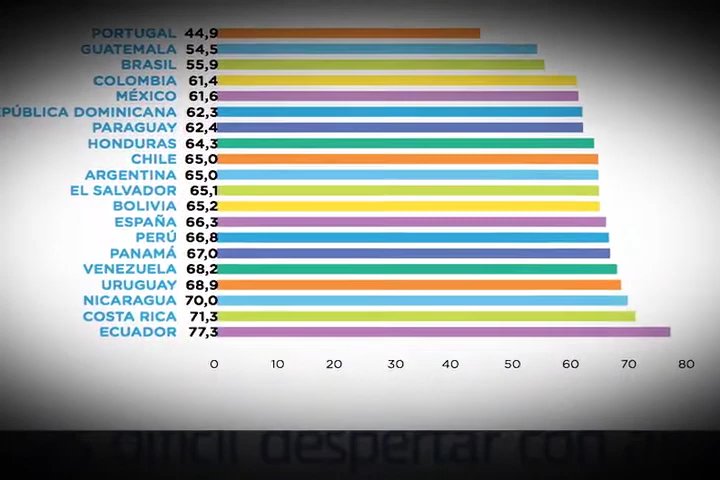 PORTUGAL 44,9
GUATEMALA 54,5
BRASIL 55,9
COLOMBIA 61,4
MÉXICO 61,6
EPÚBLICA DOMINICANA 62,3
PARAGUAY 62,4
HONDURAS 64,3
CHILE 65,0
ARGENTINA 65,0
EL SALVADOR 65,1
BOLIVIA 65,2
ESPAÑA 66,3
PERÚ 66,8
PANAMÁ 67,0
VENEZUELA 68,2
URUGUAY 68,9
NICARAGUA 70,0
COSTA RICA 71,3
ECUADOR 77,3
0 10 20 30 40 50 60 70 80
difícil despertar con